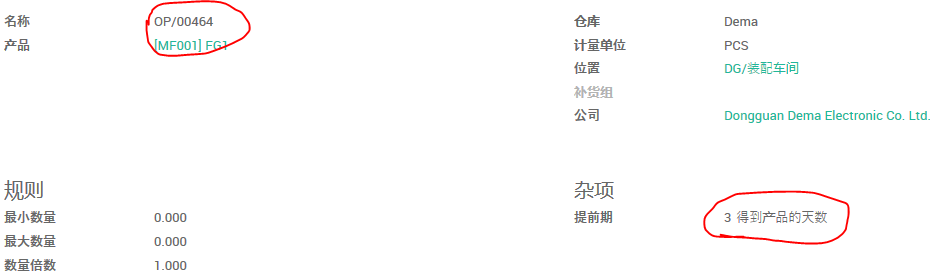 名称 OP/00464
产品 [MF001] FG1
仓库 Dema
计量单位 PCS
位置 DG/装配车间
补货组
公司 Dongguan Dema Electronic Co. Ltd.
规则
最小数量 0.000
最大数量 0.000
数量倍数 1.000
杂项
提前期 3 得到产品的天数